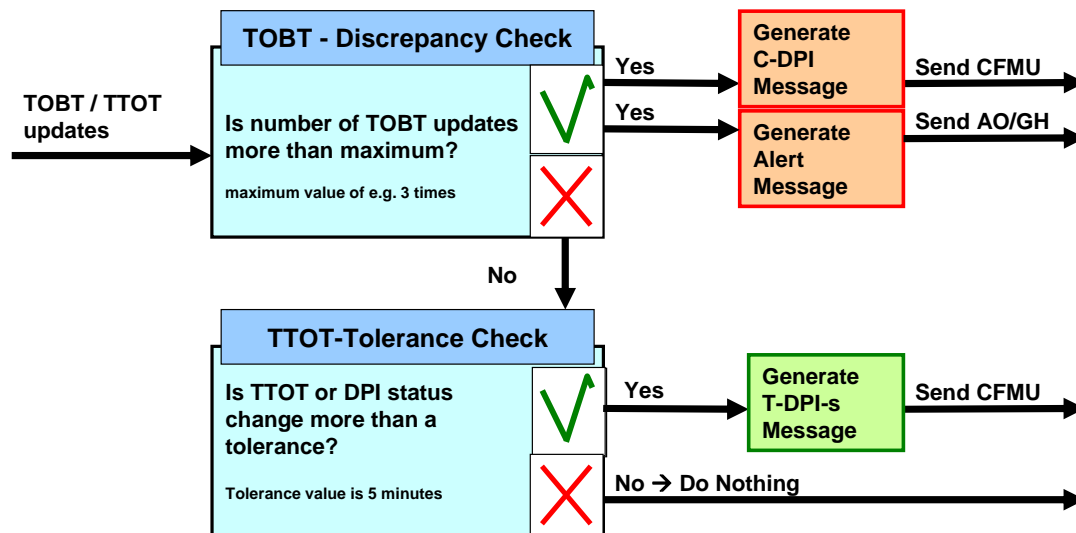 TOBT / TTOT
updates
TOBT - Discrepancy Check
Is number of TOBT updates
more than maximum?
maximum value of e.g. 3 times
Yes
Yes
Generate
C-DPI
Message
Send CFMU
Generate
Alert
Message
Send AO/GH
No
TTOT-Tolerance Check
Is TTOT or DPI status
change more than a
tolerance?
Tolerance value is 5 minutes
Yes
Generate
T-DPI-s
Message
Send CFMU
No → Do Nothing